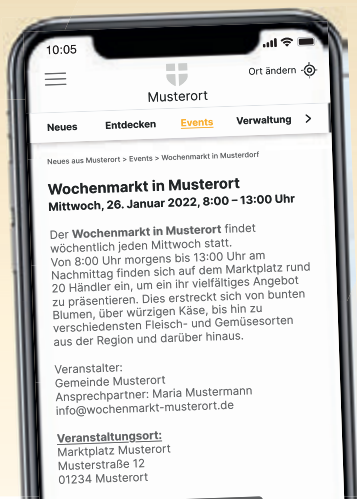 10:05
Ort ändern
Musterort
Neues Entdecken Events Verwaltung >
Neues aus Musterort > Events > Wochenmarkt in Musterdorf
Wochenmarkt in Musterort
Mittwoch, 26. Januar 2022, 8:00 – 13:00 Uhr
Der Wochenmarkt in Musterort findet
wöchentlich jeden Mittwoch statt.
Von 8:00 Uhr morgens bis 13:00 Uhr am
Nachmittag finden sich auf dem Marktplatz rund
20 Händler ein, um ein ihr vielfältiges Angebot
zu präsentieren. Dies erstreckt sich von bunten
Blumen, über würzigen Käse, bis hin zu
verschiedensten Fleisch- und Gemüsesorten
aus der Region und darüber hinaus.
Veranstalter:
Gemeinde Musterort
Ansprechpartner: Maria Mustermann
info@wochenmarkt-musterort.de
Veranstaltungsort:
Marktplatz Musterort
Musterstraße 12
01234 Musterort